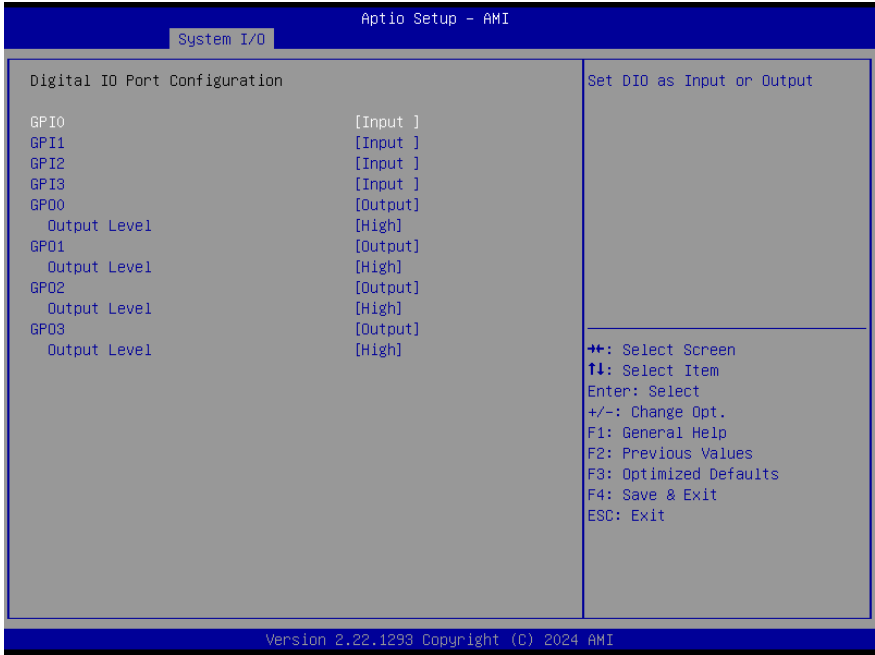 Aptio Setup – AMI
System I/O
Digital IO Port Configuration
Set DIO as Input or Output
GPI0 [Input ]
GPI1 [Input ]
GPI2 [Input ]
GPI3 [Input ]
GPO0 [Output]
Output Level [High]
GPO1 [Output]
Output Level [High]
GPO2 [Output]
Output Level [High]
GPO3 [Output]
Output Level [High]
→←: Select Screen
↑↓: Select Item
Enter: Select
+/-: Change Opt.
F1: General Help
F2: Previous Values
F3: Optimized Defaults
F4: Save & Exit
ESC: Exit
Version 2.22.1293 Copyright (C) 2024 AMI